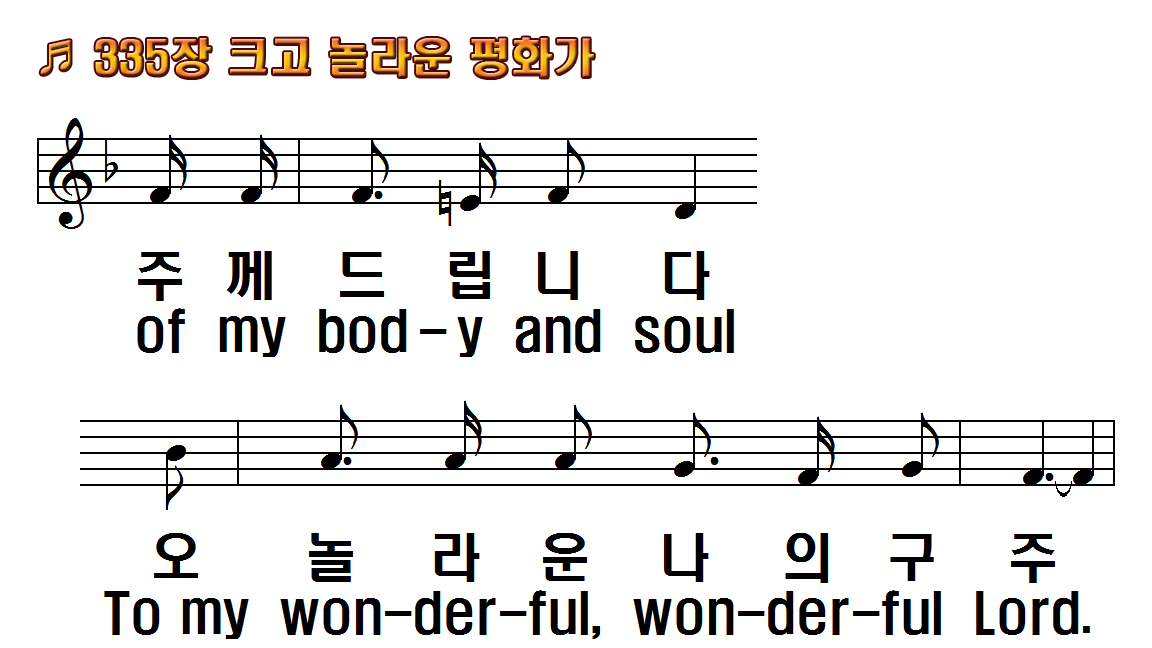 335장 크고 놀라운 평화가
주 께 드 립 니 다
of my bod-y and soul
오 놀 라 운 나 의 구 주
To my won-der-ful, won-der-ful Lord.